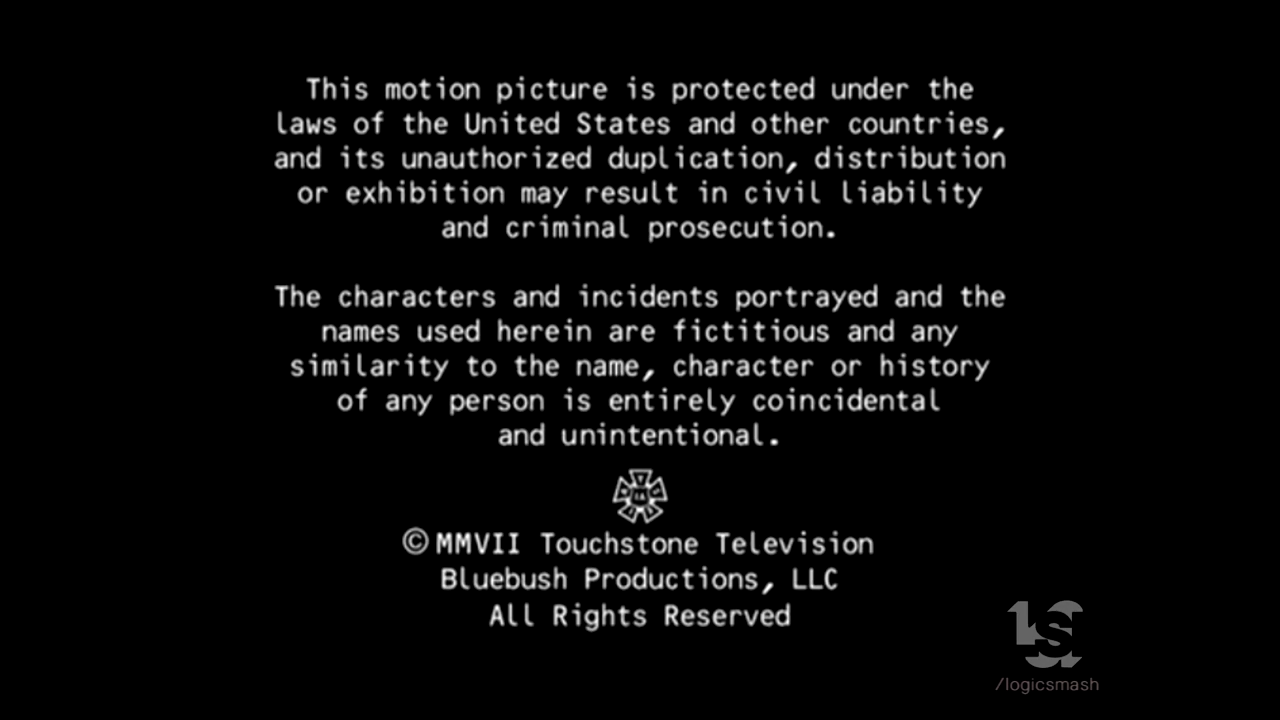 This motion picture is protected under the
laws of the United States and other countries,
and its unauthorized duplication, distribution
or exhibition may result in civil liability
and criminal prosecution.
The characters and incidents portrayed and the
names used herein are fictitious and any
similarity to the name, character or history
of any person is entirely coincidental
and unintentional.
© MMVII Touchstone Television
Bluebush Productions, LLC
All Rights Reserved
/logicsmash